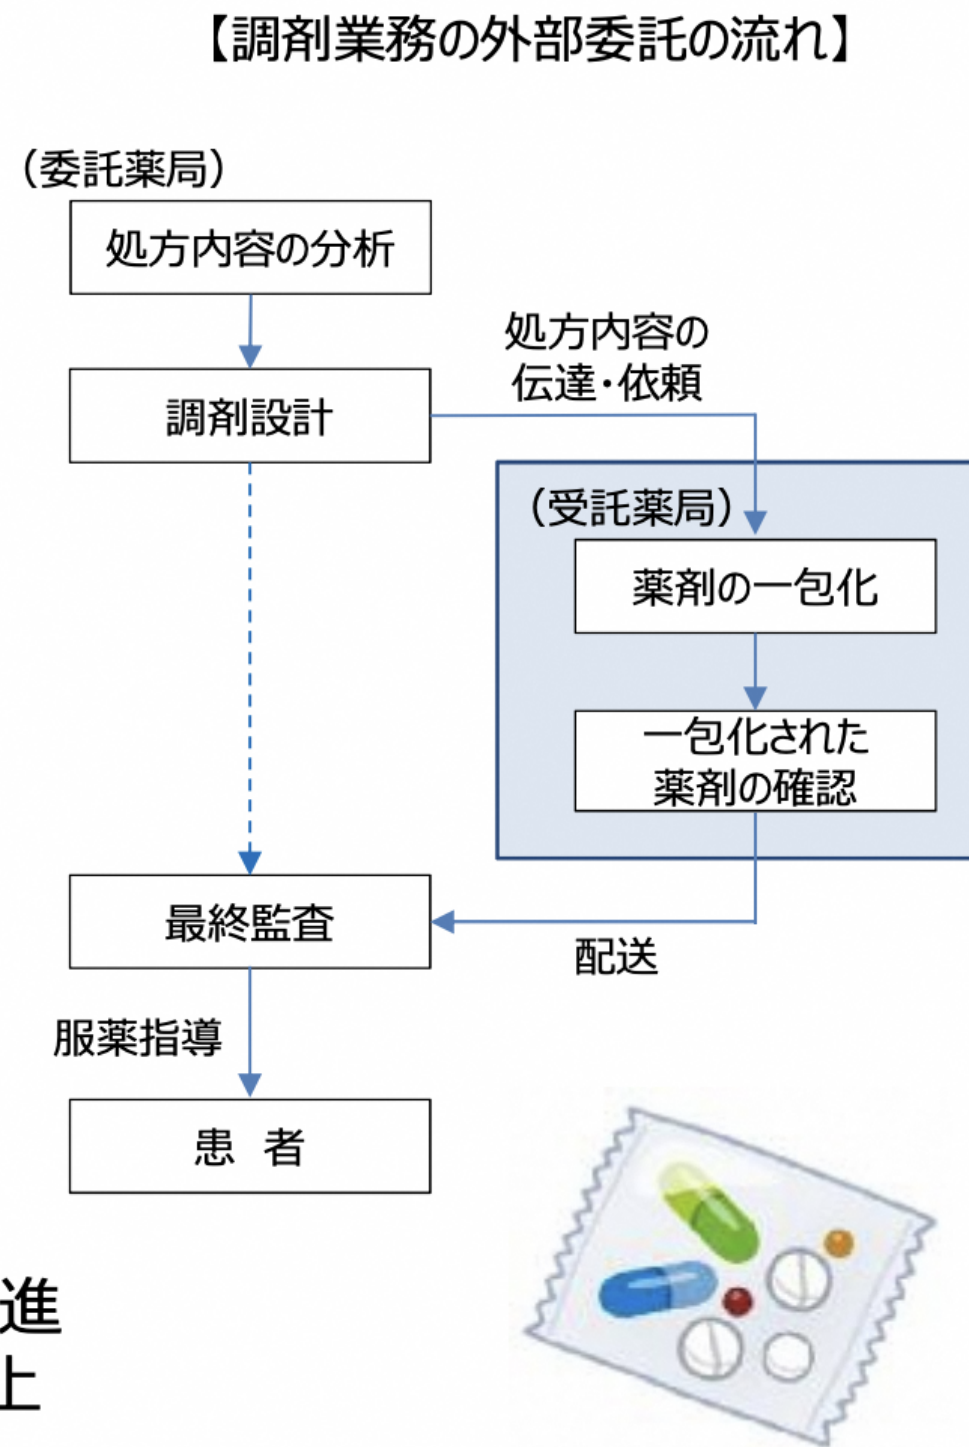 【調剤業務の外部委託の流れ】
（委託薬局）
処方内容の分析
調剤設計
処方内容の
伝達・依頼
（受託薬局）
薬剤の一包化
一包化された
薬剤の確認
配送
最終監査
服薬指導
患　者
進
上